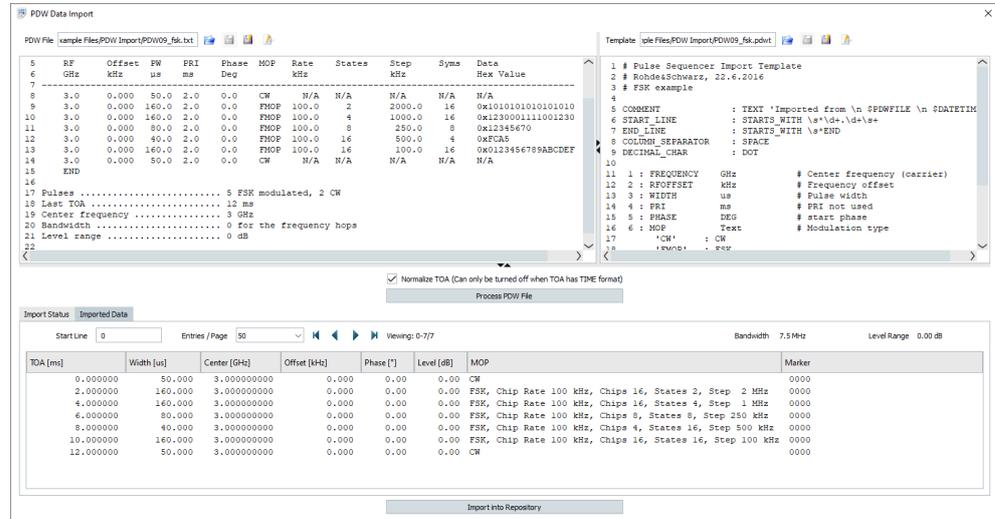 PDW Data Import
PDW File xample Files/PDW Import/PDW09_fsk.txt
Template ple Files/PDW Import/PDW09_fsk.pdwt
5 RF Offset PW PRI Phase MOP Rate States Step Syms Data
6 GHz kHz µs ms Deg kHz kHz Hex Value
7 --------
8 3.0 0.000 50.0 2.0 0.0 CW N/A N/A N/A N/A N/A
9 3.0 0.000 160.0 2.0 0.0 FMOP 100.0 2 2000.0 16 0x1010101010101010
10 3.0 0.000 160.0 2.0 0.0 FMOP 100.0 4 1000.0 16 0x1230001111001230
11 3.0 0.000 80.0 2.0 0.0 FMOP 100.0 8 250.0 8 0x12345670
12 3.0 0.000 40.0 2.0 0.0 FMOP 100.0 16 500.0 4 0xFCA5
13 3.0 0.000 160.0 2.0 0.0 FMOP 100.0 16 100.0 16 0x0123456789ABCDEF
14 3.0 0.000 50.0 2.0 0.0 CW N/A N/A N/A N/A N/A
15 END
16
17 Pulses ......................... 5 FSK modulated, 2 CW
18 Last TOA ....................... 12 ms
19 Center frequency ............... 3 GHz
20 Bandwidth ...................... 0 for the frequency hops
21 Level range .................... 0 dB
22
1 # Pulse Sequencer Import Template
2 # Rohde&Schwarz, 22.6.2016
3 # FSK example
4
5 COMMENT : TEXT 'Imported from \n $PDWFILE \n $DATETIM
6 START_LINE : STARTS_WITH \s*\d+.\d+\s+
7 END_LINE : STARTS_WITH \s*END
8 COLUMN_SEPARATOR : SPACE
9 DECIMAL_CHAR : DOT
10
11 1 : FREQUENCY GHz # Center frequency (carrier)
12 2 : RFOFFSET kHz # Frequency offset
13 3 : WIDTH us # Pulse width
14 4 : PRI ms # PRI not used
15 5 : PHASE DEG # start phase
16 6 : MOP Text # Modulation type
17 'CW' : CW
18 'FMOP' : FSK
Normalize TOA (Can only be turned off when TOA has TIME format)
Process PDW File
Import Status Imported Data
Start Line 0 Entries / Page 50 Viewing: 0-7/7 Bandwidth 7.5 MHz Level Range 0.00 dB
TOA [ms] Width [us] Center [GHz] Offset [kHz] Phase [°] Level [dB] MOP Marker
0.000000 50.000 3.000000000 0.000 0.00 0.00 CW 0000
2.000000 160.000 3.000000000 0.000 0.00 0.00 FSK, Chip Rate 100 kHz, Chips 16, States 2, Step 2 MHz 0000
4.000000 160.000 3.000000000 0.000 0.00 0.00 FSK, Chip Rate 100 kHz, Chips 16, States 4, Step 1 MHz 0000
6.000000 80.000 3.000000000 0.000 0.00 0.00 FSK, Chip Rate 100 kHz, Chips 8, States 8, Step 250 kHz 0000
8.000000 40.000 3.000000000 0.000 0.00 0.00 FSK, Chip Rate 100 kHz, Chips 4, States 16, Step 500 kHz 0000
10.000000 160.000 3.000000000 0.000 0.00 0.00 FSK, Chip Rate 100 kHz, Chips 16, States 16, Step 100 kHz 0000
12.000000 50.000 3.000000000 0.000 0.00 0.00 CW 0000
Import into Repository